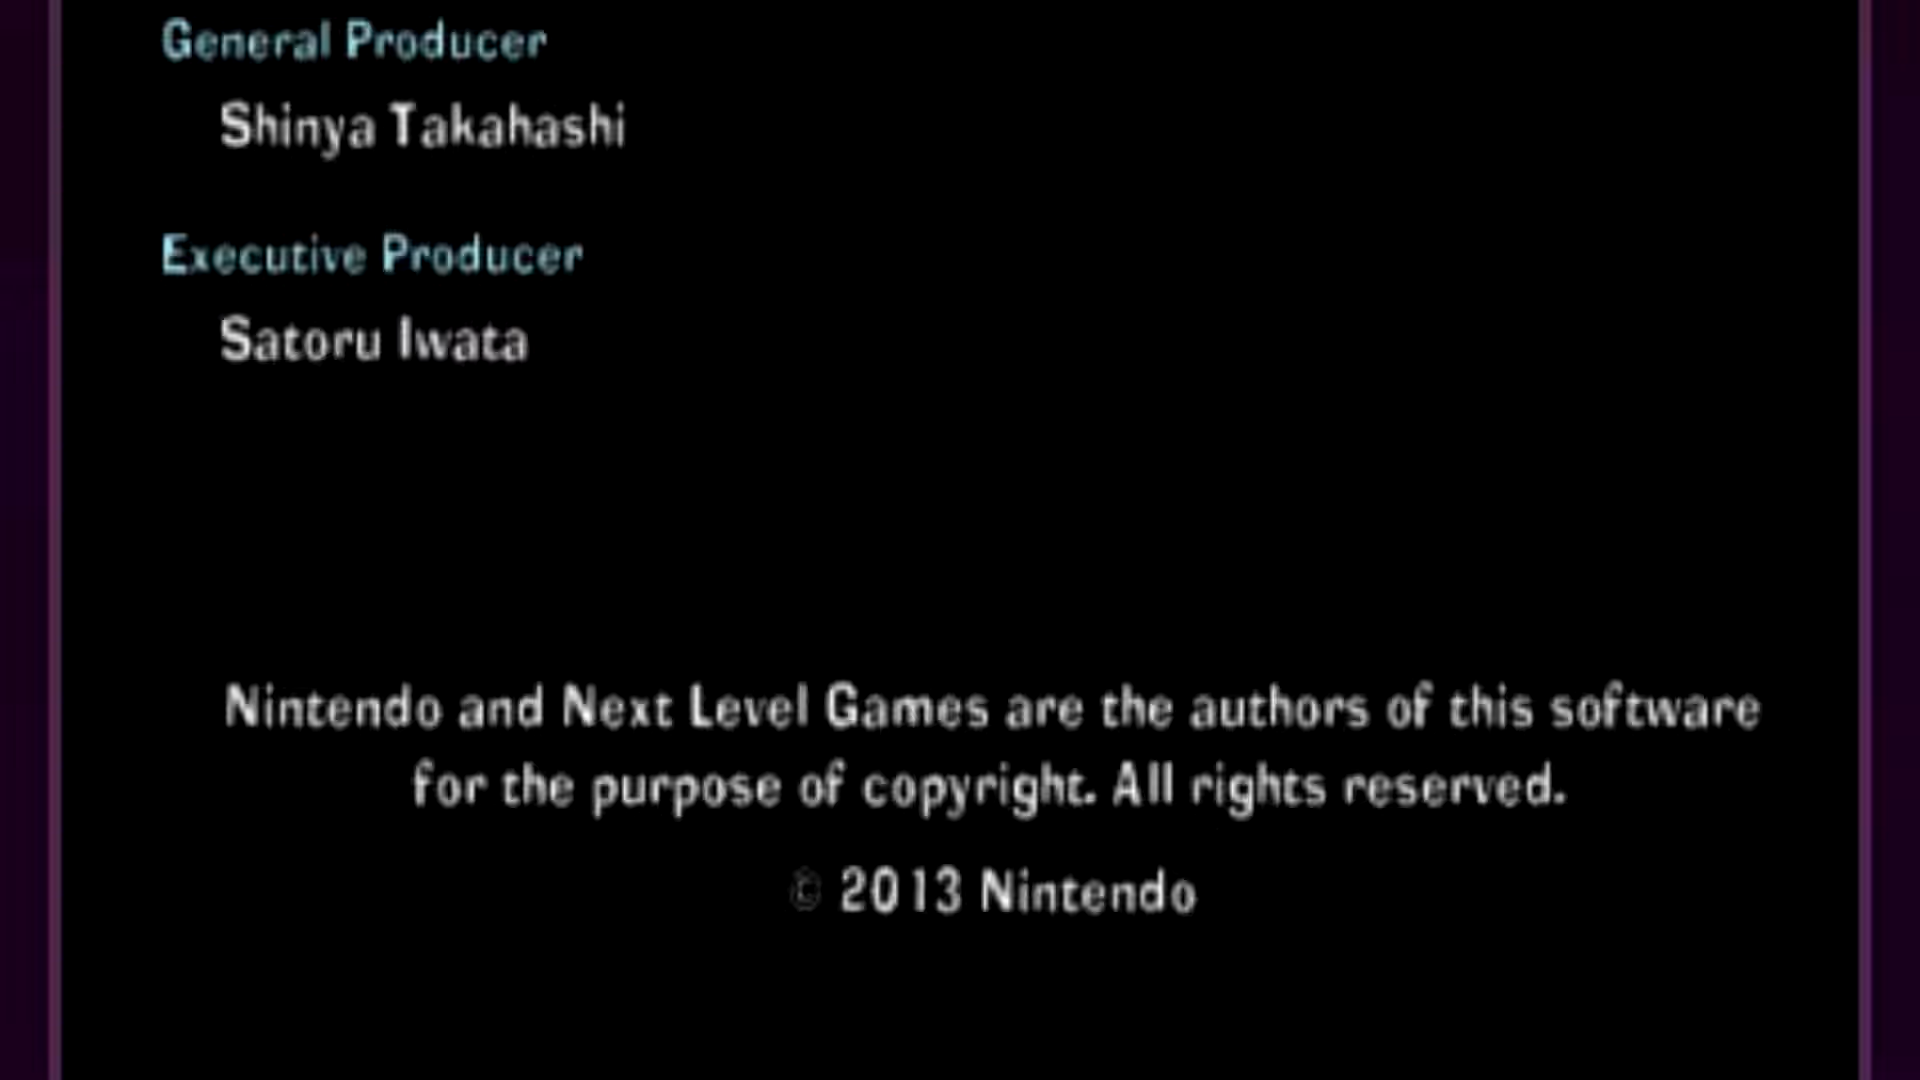 General Producer
Shinya Takahashi
Executive Producer
Satoru Iwata
Nintendo and Next Level Games are the authors of this software
for the purpose of copyright. All rights reserved.
© 2013 Nintendo